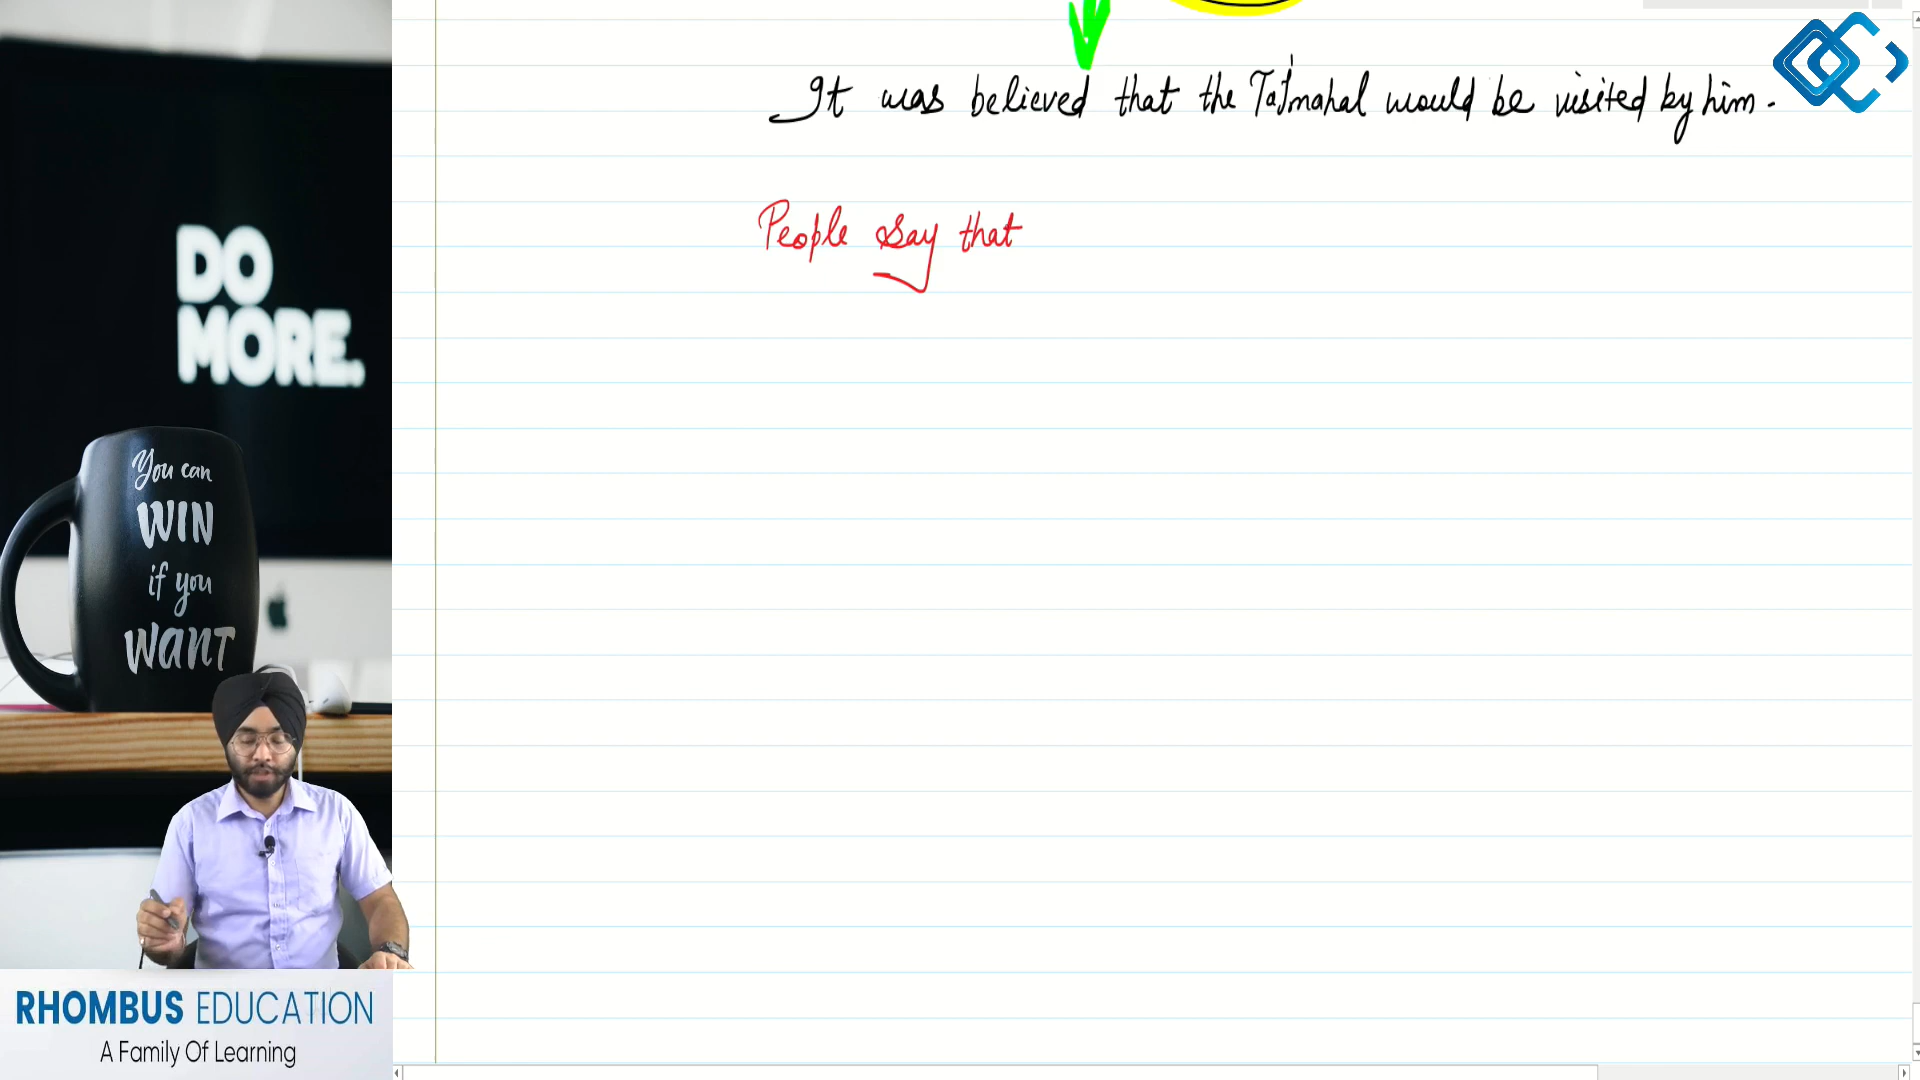 It was believed that the Tajmahal would be visited by him.
People say that
DO
MORE.
You can
WIN
if you
WANT
RHOMBUS EDUCATION
A Family Of Learning